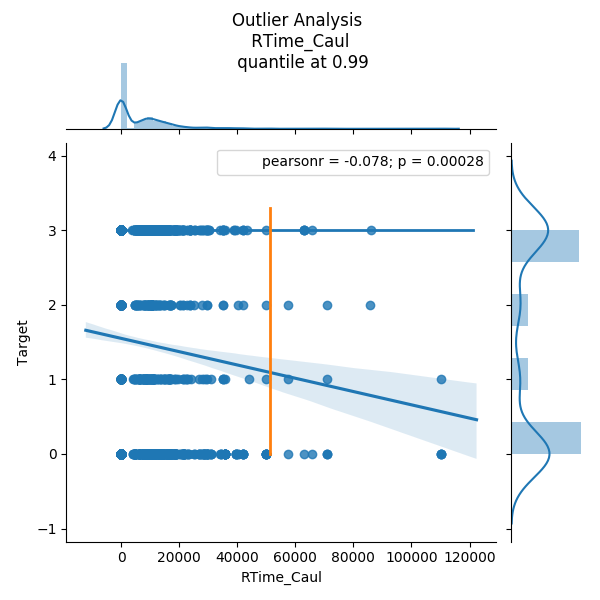 Outlier Analysis
RTime_Caul
quantile at 0.99
pearsonr = -0.078; p = 0.00028
4
3
2
1
0
−1
Target
0 20000 40000 60000 80000 100000 120000
RTime_Caul